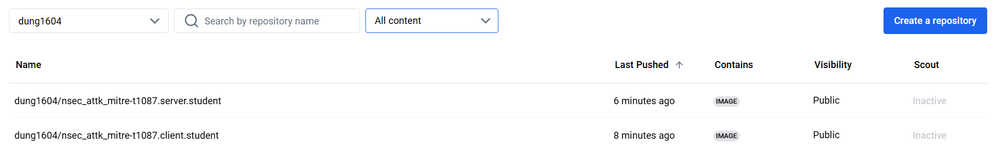 dung1604
Search by repository name
All content
Create a repository
Name Last Pushed Contains Visibility Scout
dung1604/nsec_attk_mitre-t1087.server.student 6 minutes ago IMAGE Public Inactive
dung1604/nsec_attk_mitre-t1087.client.student 8 minutes ago IMAGE Public Inactive